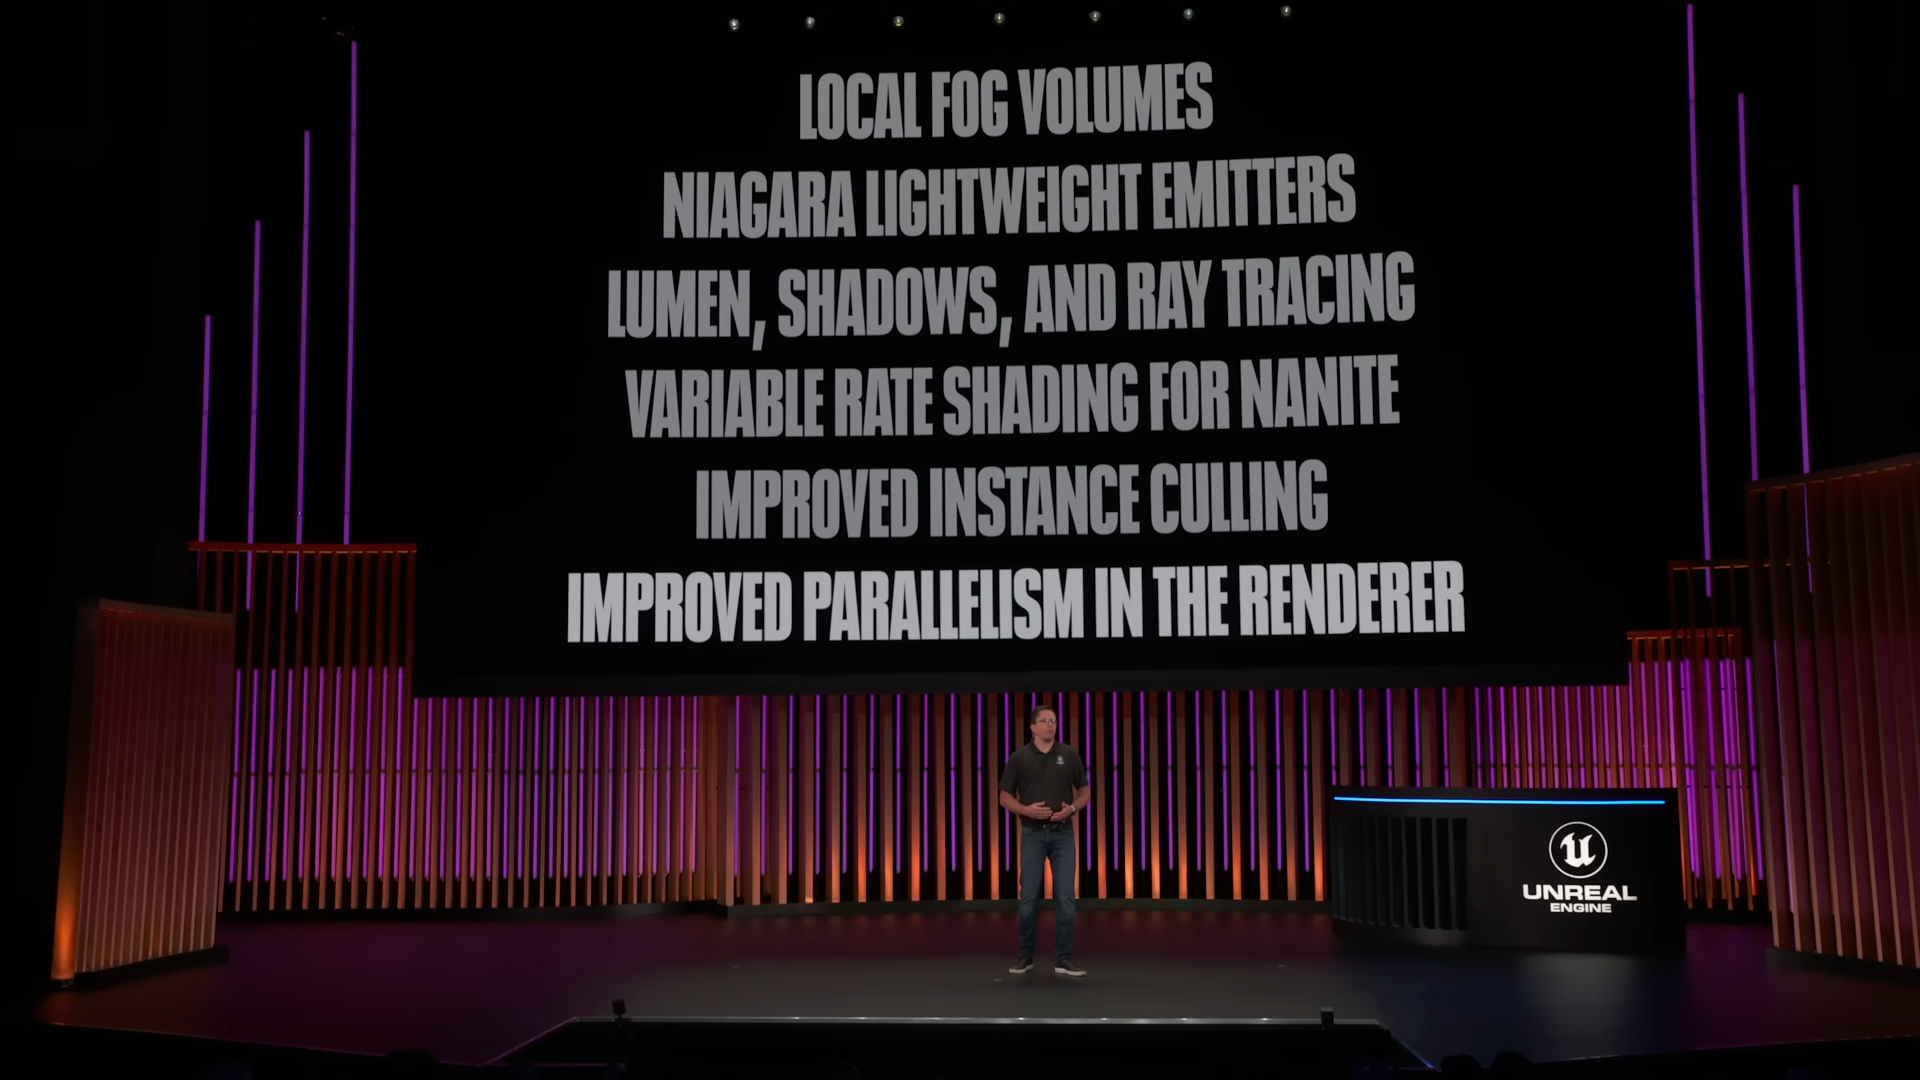 LOCAL FOG VOLUMES
NIAGARA LIGHTWEIGHT EMITTERS
LUMEN, SHADOWS, AND RAY TRACING
VARIABLE RATE SHADING FOR NANITE
IMPROVED INSTANCE CULLING
IMPROVED PARALLELISM IN THE RENDERER
UNREAL
ENGINE